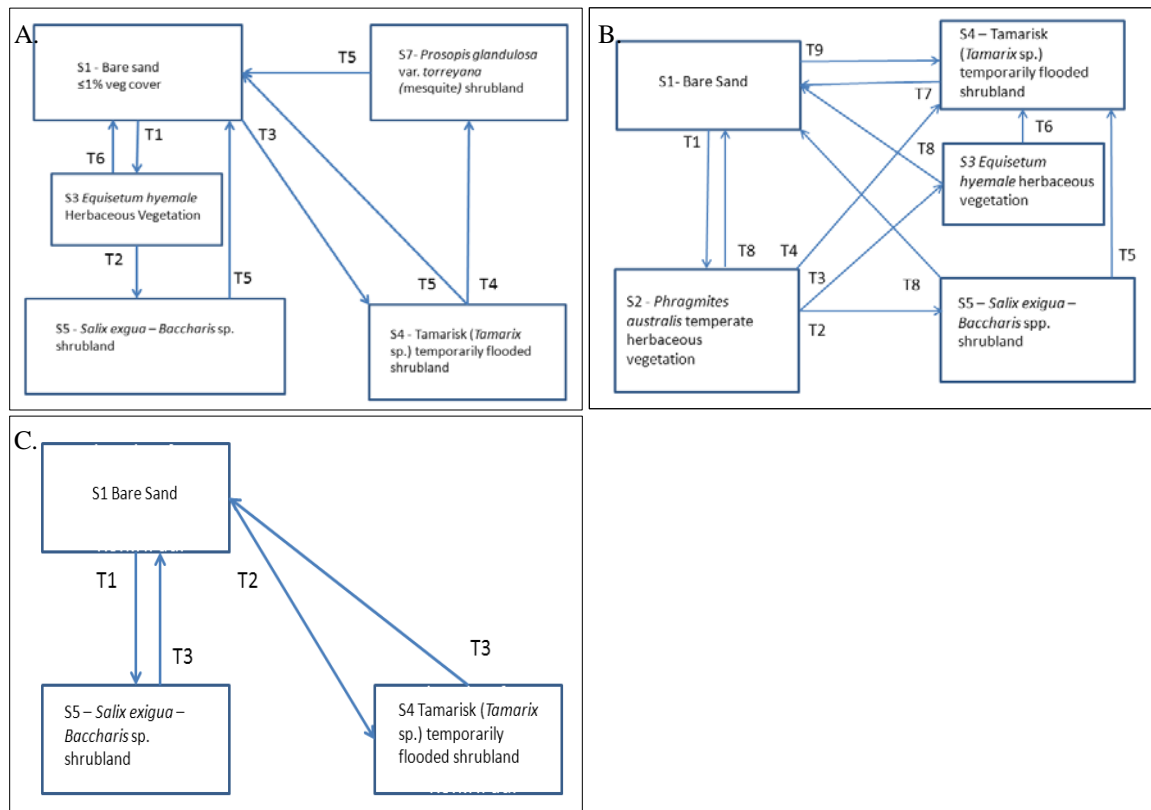 A.
S1 - Bare sand
≤1% veg cover
T5
S7- Prosopis glandulosa
var. torreyana
(mesquite) shrubland
T1
T3
T6
S3 Equisetum hyemale
Herbaceous Vegetation
T2
T5
T5
T4
S5 - Salix exgua – Baccharis sp.
shrubland
S4 - Tamarisk (Tamarix
sp.) temporarily flooded
shrubland
B.
S1- Bare Sand
T9
S4 – Tamarisk
(Tamarix sp.)
temporarily flooded
shrubland
T7
T1
T8
T6
S3 Equisetum
hyemale herbaceous
vegetation
T8
T4
T3
T8
T5
S2 - Phragmites
australis temperate
herbaceous
vegetation
T2
S5 – Salix exigua –
Baccharis spp.
shrubland
C.
S1 Bare Sand
T1
T2
T3
T3
S5 – Salix exigua –
Baccharis sp.
shrubland
S4 Tamarisk (Tamarix
sp.) temporarily
flooded shrubland